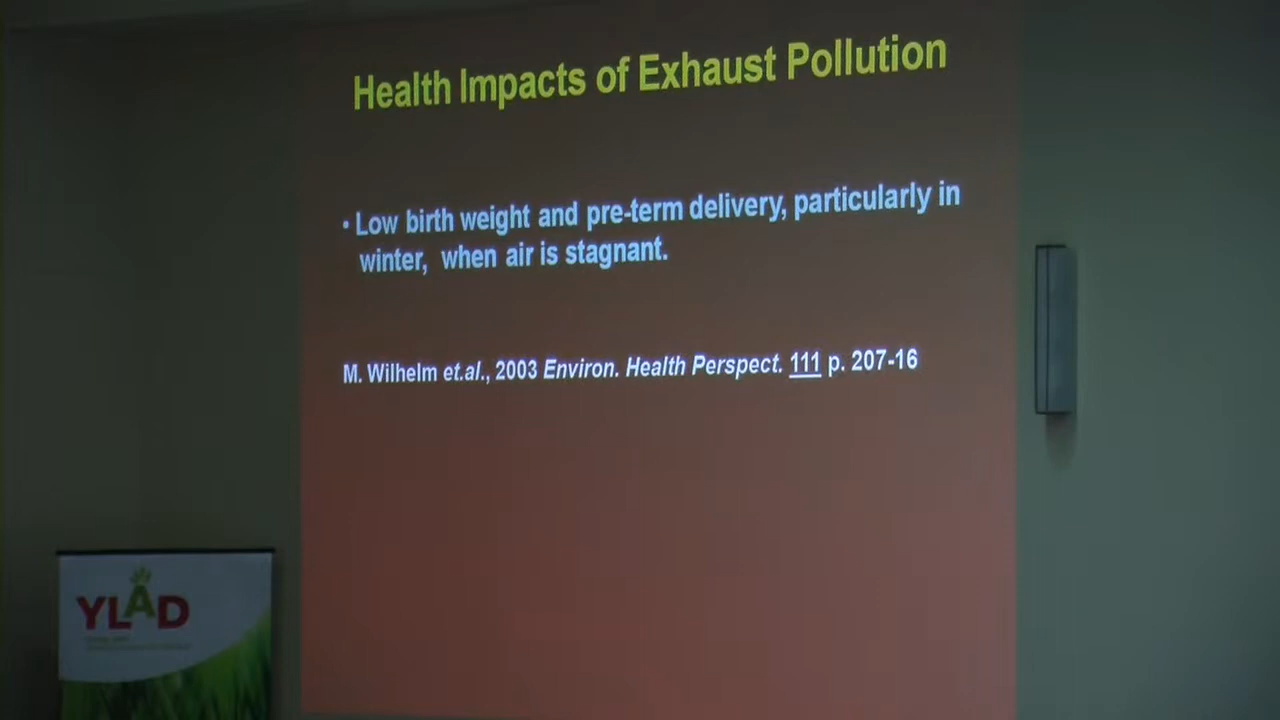 Health Impacts of Exhaust Pollution
• Low birth weight and pre-term delivery, particularly in
winter, when air is stagnant.
M. Wilhelm et.al., 2003 Environ. Health Perspect. 111 p. 207-16
YLAD